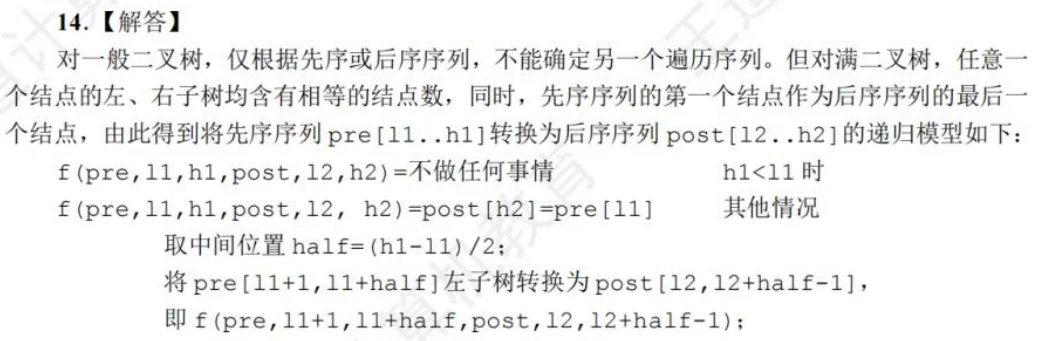 14.【解答】
对一般二叉树，仅根据先序或后序序列，不能确定另一个遍历序列。但对满二叉树，任意一
个结点的左、右子树均含有相等的结点数，同时，先序序列的第一个结点作为后序序列的最后一
个结点，由此得到将先序序列 pre[l1..h1]转换为后序序列 post[l2..h2]的递归模型如下：
f(pre,l1,h1,post,l2,h2)=不做任何事情 h1<l1 时
f(pre,l1,h1,post,l2, h2)=post[h2]=pre[l1] 其他情况
取中间位置 half=(h1-l1)/2;
将 pre[l1+1,l1+half]左子树转换为 post[l2,l2+half-1]，
即 f(pre,l1+1,l1+half,post,l2,l2+half-1);